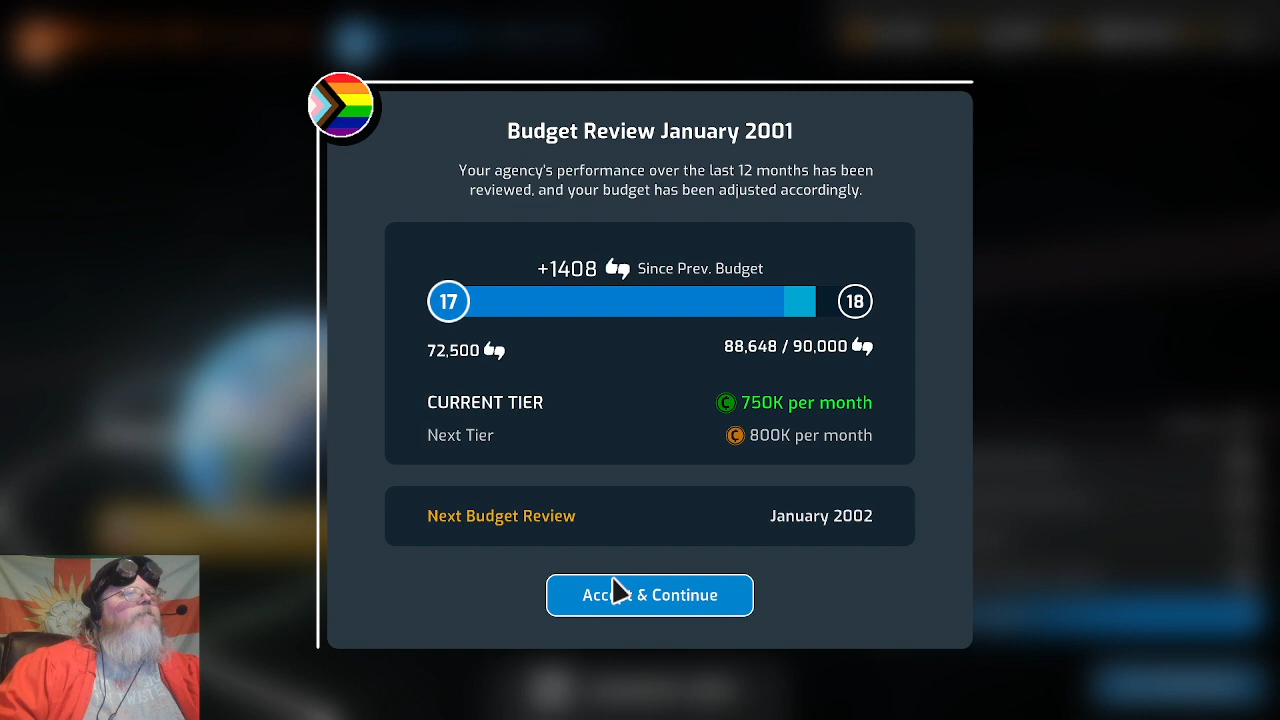 Budget Review January 2001
Your agency's performance over the last 12 months has been
reviewed, and your budget has been adjusted accordingly.
+1408 Since Prev. Budget
17 18
72,500 88,648 / 90,000
CURRENT TIER 750K per month
Next Tier 800K per month
Next Budget Review January 2002
& Continue